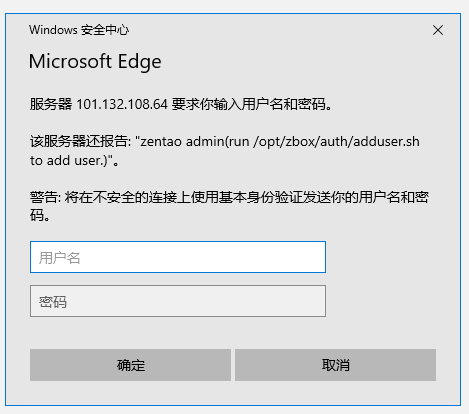 Windows 安全中心
Microsoft Edge
服务器 101.132.108.64 要求你输入用户名和密码。
该服务器还报告: "zentao admin(run /opt/zbox/auth/adduser.sh
to add user.)"。
警告: 将在不安全的连接上使用基本身份验证发送你的用户名和密
码。
用户名
密码
确定
取消